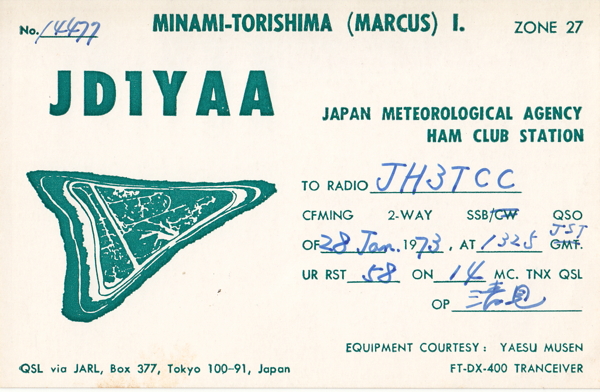 No. 14477
MINAMI-TORISHIMA (MARCUS) I.
ZONE 27
JD1YAA
JAPAN METEOROLOGICAL AGENCY
HAM CLUB STATION
TO RADIO JH3TCC
CFMING 2-WAY SSB/CW QSO
OF 28 Jan. 1973, AT 1325 JST GMT.
UR RST 58 ON 14 MC. TNX QSL
OP
EQUIPMENT COURTESY: YAESU MUSEN
FT-DX-400 TRANCEIVER
QSL via JARL, Box 377, Tokyo 100-91, Japan